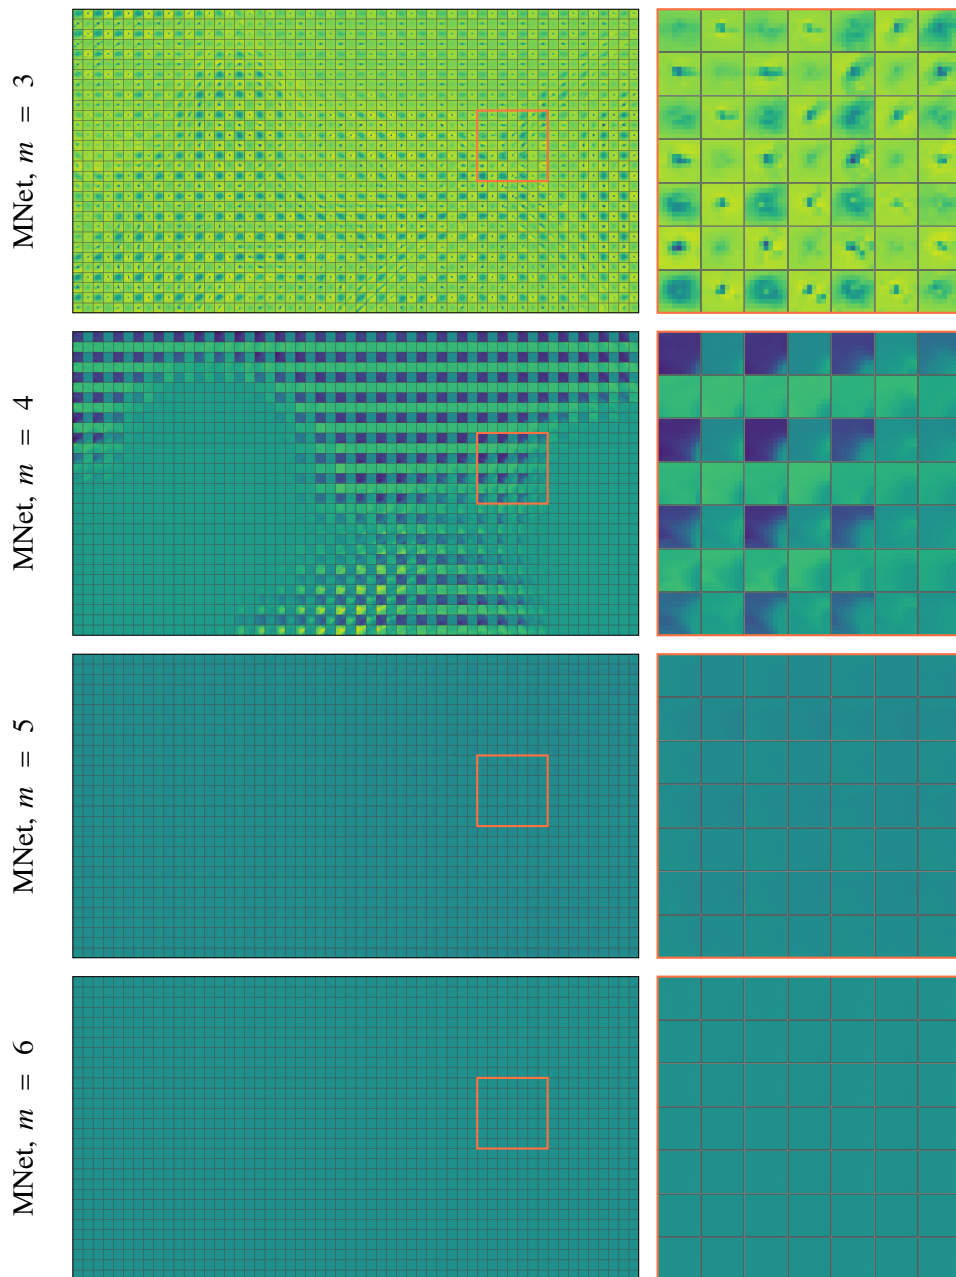 MNet, m = 3
MNet, m = 4
MNet, m = 5
MNet, m = 6